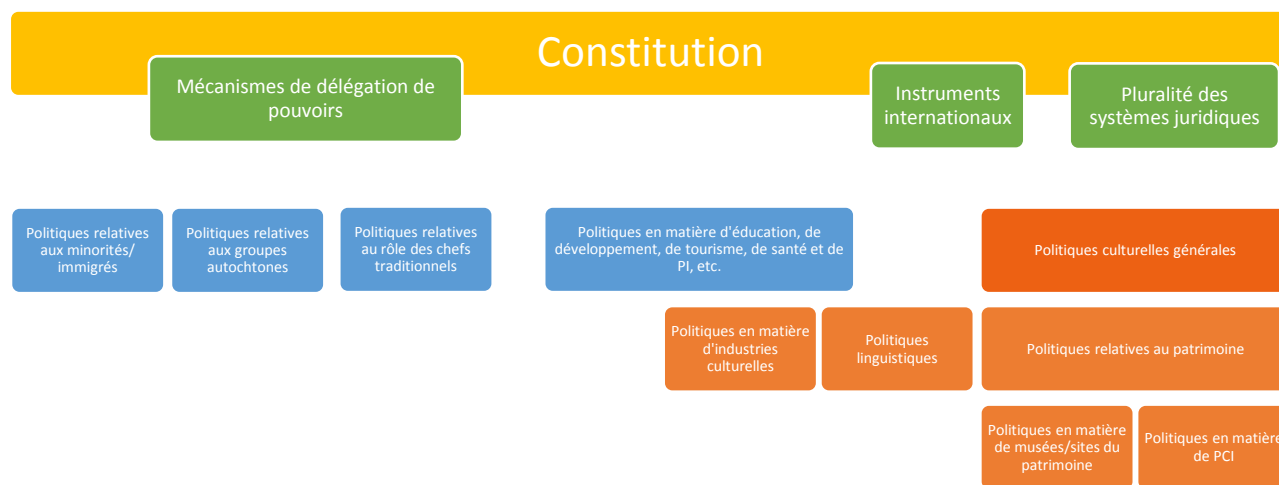 Constitution
Mécanismes de délégation de
pouvoirs
Instruments
internationaux
Pluralité des
systèmes juridiques
Politiques relatives
aux minorités/
immigrés
Politiques relatives
aux groupes
autochtones
Politiques relatives
au rôle des chefs
traditionnels
Politiques en matière d'éducation, de
développement, de tourisme, de santé et de
PI, etc.
Politiques culturelles générales
Politiques en matière
d'industries
culturelles
Politiques
linguistiques
Politiques relatives au patrimoine
Politiques en matière
de musées/sites du
patrimoine
Politiques en matière
de PCI